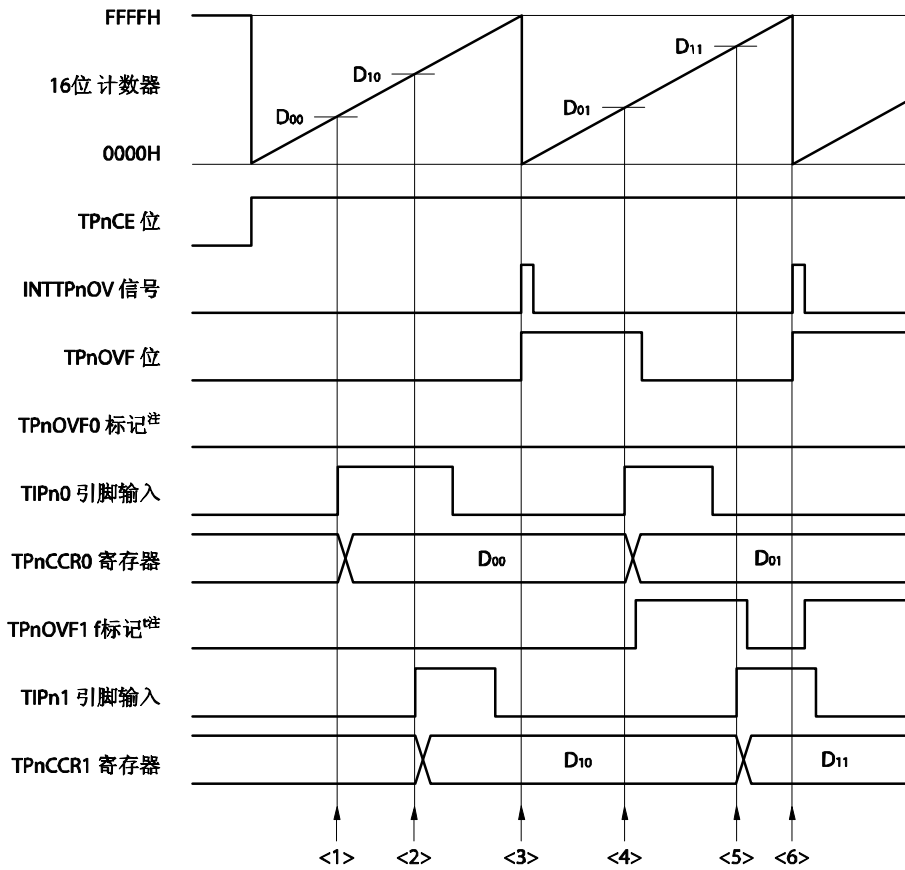 FFFFH
16位 计数器
0000H
D00
D10
D01
D11
TPnCE 位
INTTPnOV 信号
TPnOVF 位
TPnOVF0 标记注
TIPn0 引脚输入
TPnCCR0 寄存器
D00
D01
TPnOVF1 f标记t注
TIPn1 引脚输入
TPnCCR1 寄存器
D10
D11
<1>
<2>
<3>
<4>
<5>
<6>